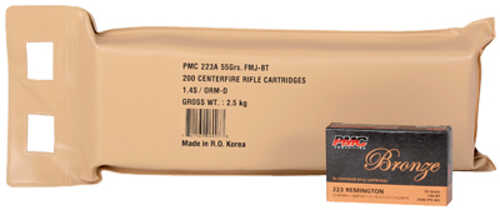 PMC 223A 55Grs. FMJ-BT
200 CENTERFIRE RIFLE CARTRIDGES
1.4S / ORM-D
GROSS WT. : 2.5 kg
Made in R.O. Korea
PMC
Bronze
223 REMINGTON